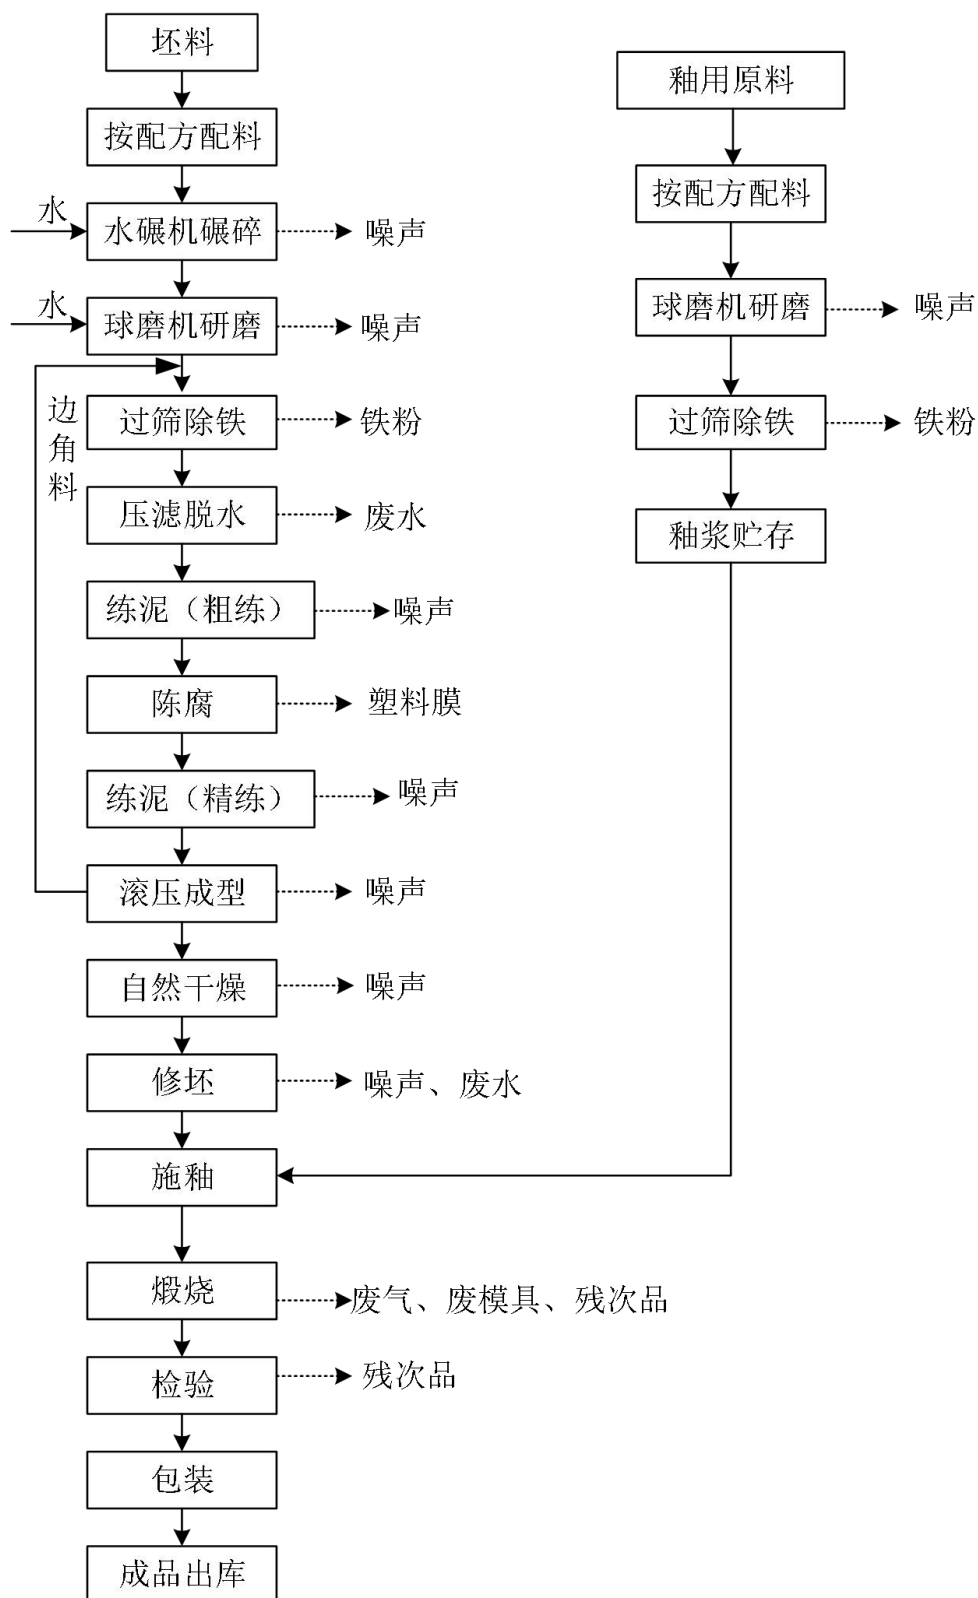 坯料
按配方配料
水
水碾机碾碎
噪声
水
球磨机研磨
噪声
边角料
过筛除铁
铁粉
压滤脱水
废水
练泥（粗练）
噪声
陈腐
塑料膜
练泥（精练）
噪声
滚压成型
噪声
自然干燥
噪声
修坯
噪声、废水
施釉
煅烧
废气、废模具、残次品
检验
残次品
包装
成品出库
釉用原料
按配方配料
球磨机研磨
噪声
过筛除铁
铁粉
釉浆贮存